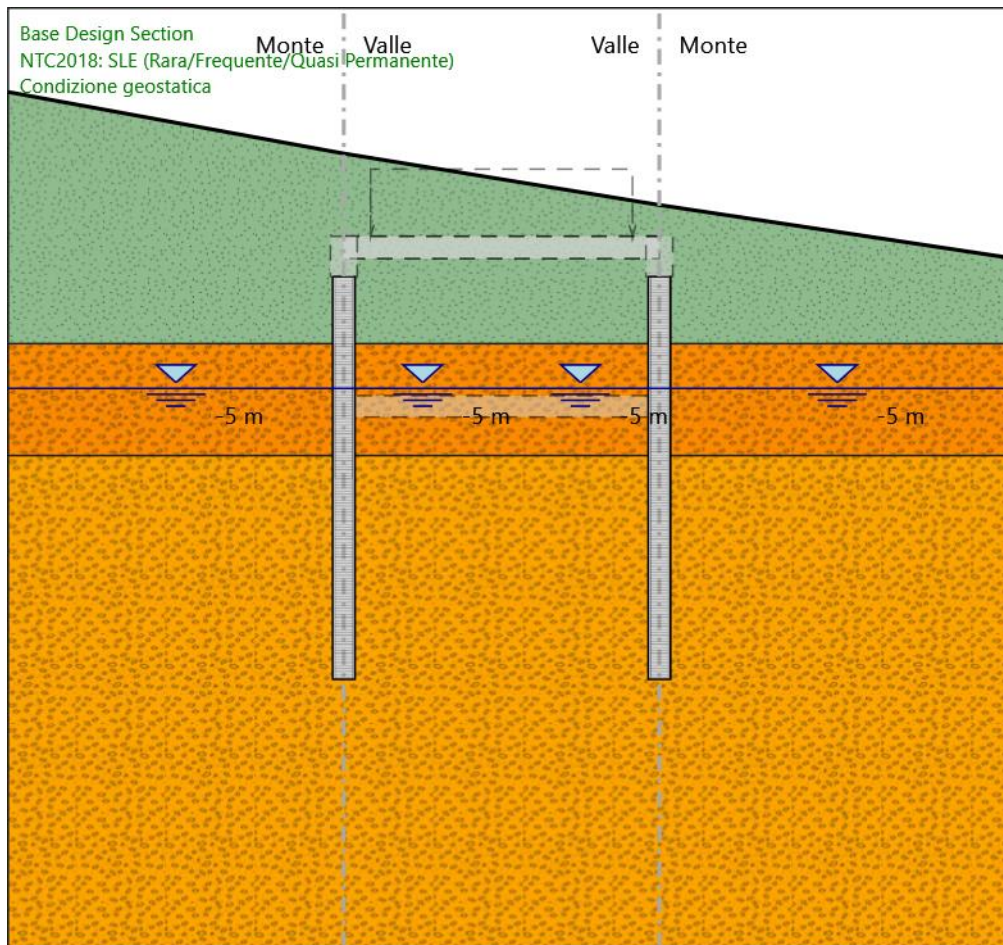 Base Design Section
Monte Valle Valle Monte
NTC2018: SLE (Rara/Frequente/Quasi Permanente)
Condizione geostatica
-5 m -5 m -5 m -5 m